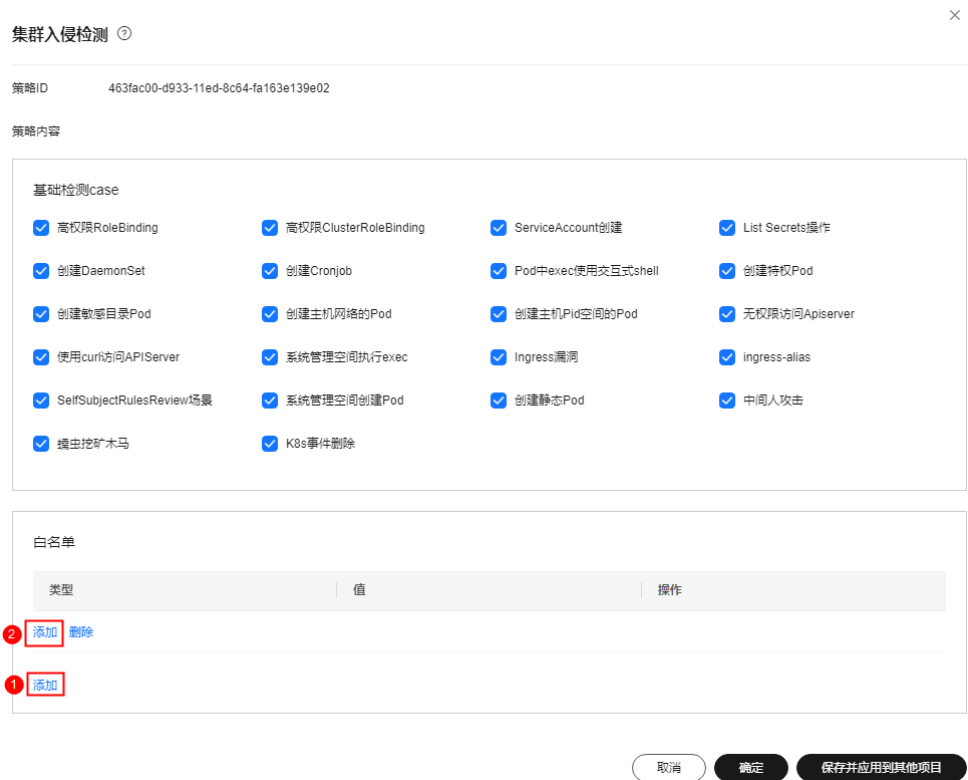 集群入侵检测 ?
策略ID 463fac00-d933-11ed-8c64-fa163e139e02
策略内容
基础检测case
高权限RoleBinding 高权限ClusterRoleBinding ServiceAccount创建 List Secrets操作
创建DaemonSet 创建Cronjob Pod中exec使用交互式shell 创建特权Pod
创建敏感目录Pod 创建主机网络的Pod 创建主机Pid空间的Pod 无权限访问Apiserver
使用curl访问APIServer 系统管理空间执行exec Ingress漏洞 ingress-alias
SelfSubjectRulesReview场景 系统管理空间创建Pod 创建静态Pod 中间人攻击
蠕虫挖矿木马 K8s事件删除
白名单
类型 值 操作
2 添加 删除
1 添加
取消 确定 保存并应用到其他项目